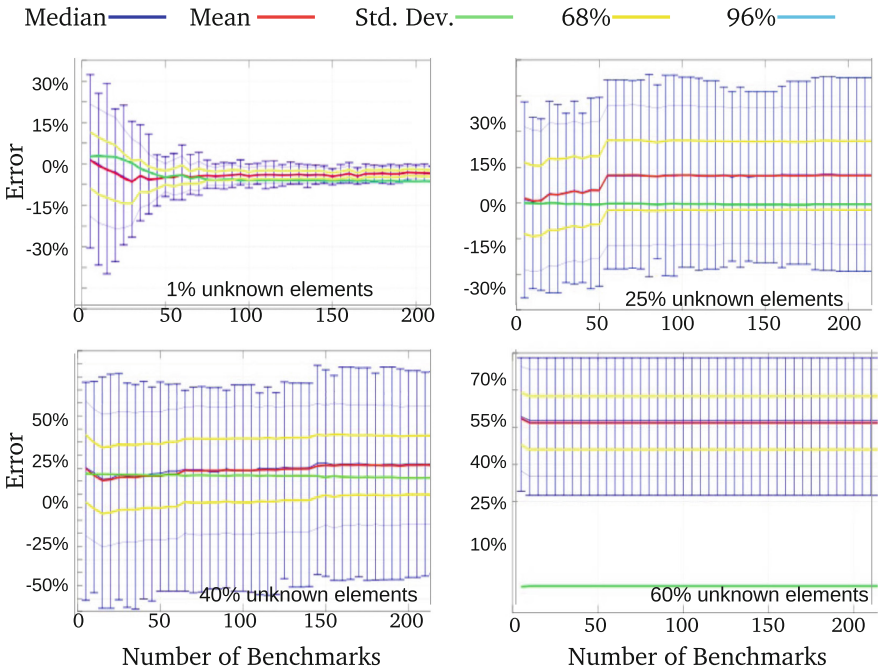 Median Mean Std. Dev. 68% 96%
Error
30%
15%
0%
-15%
-30%
1% unknown elements
0 50 100 150 200
30%
15%
0%
-15%
-30%
25% unknown elements
0 50 100 150 200
Error
50%
25%
0%
-25%
-50%
40% unknown elements
0 50 100 150 200
Number of Benchmarks
70%
55%
40%
25%
10%
60% unknown elements
0 50 100 150 200
Number of Benchmarks